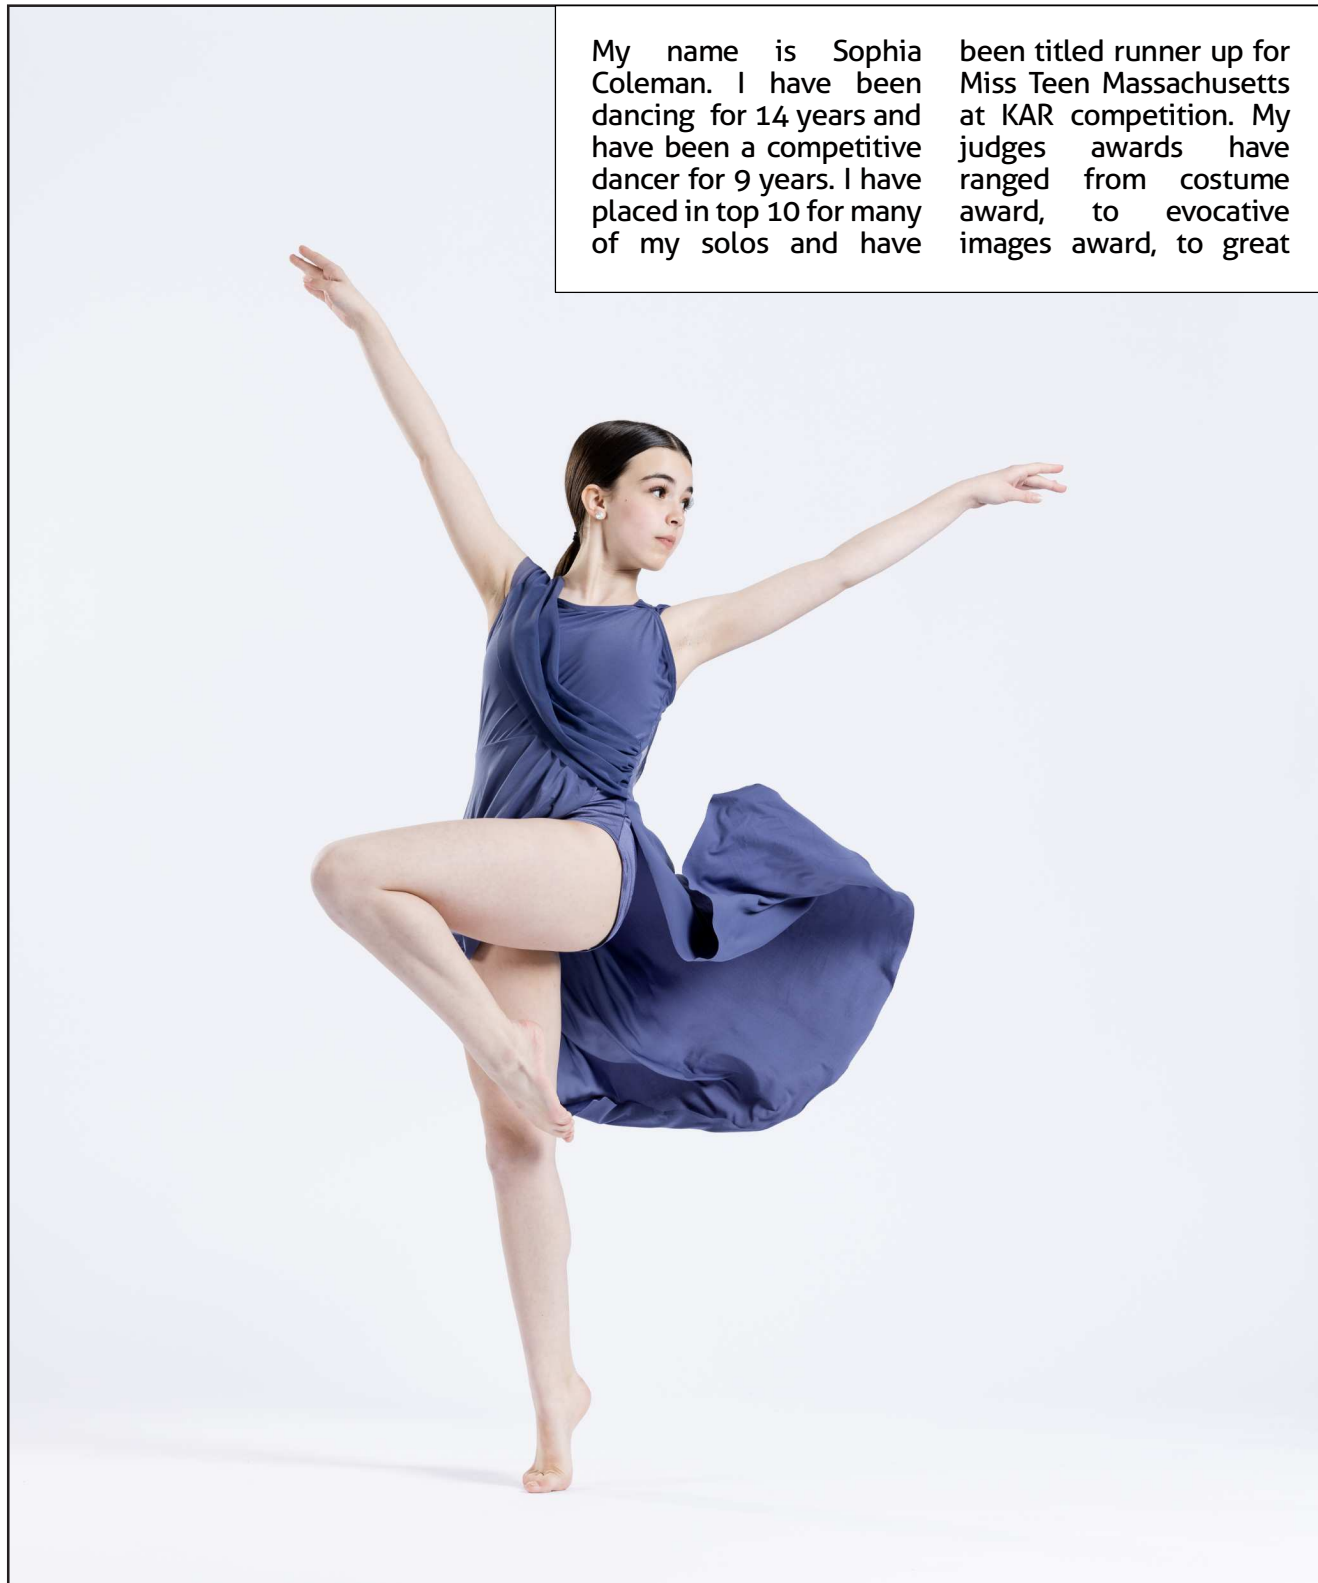 My name is Sophia
Coleman. I have been
dancing for 14 years and
have been a competitive
dancer for 9 years. I have
placed in top 10 for many
of my solos and have
been titled runner up for
Miss Teen Massachusetts
at KAR competition. My
judges awards have
ranged from costume
award, to evocative
images award, to great